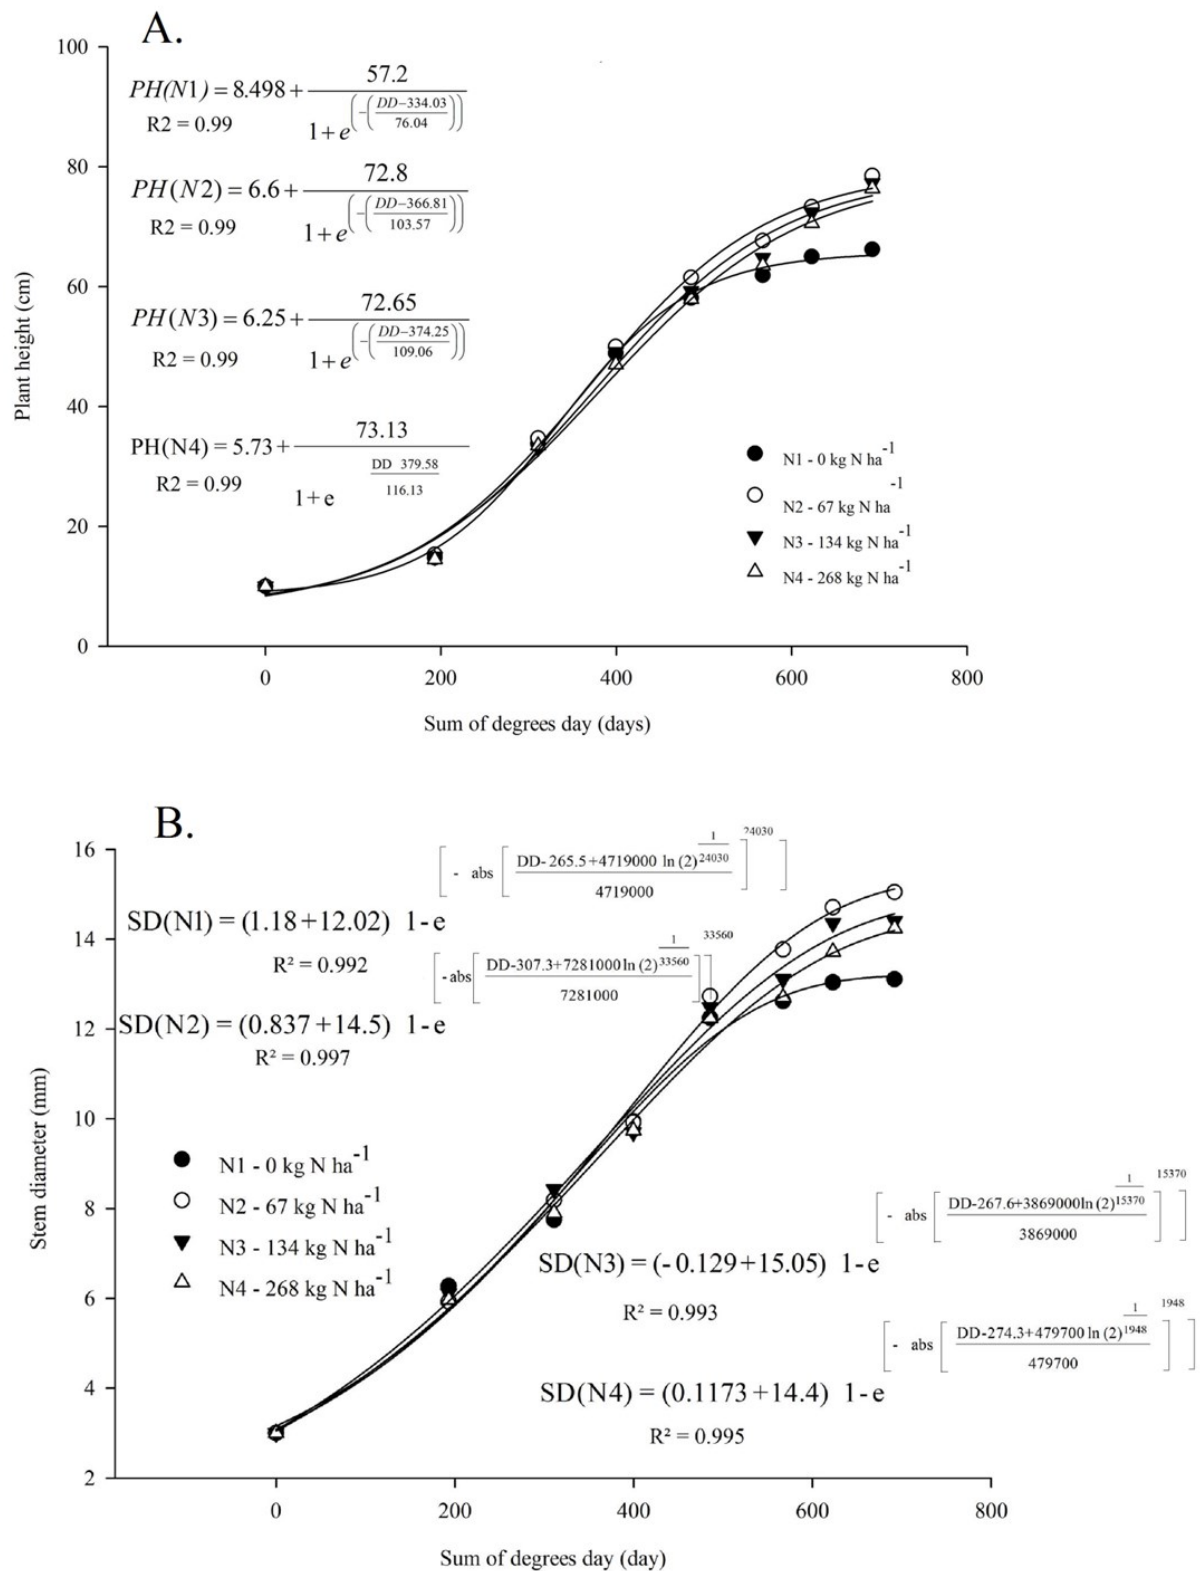 A.
100
80
60
40
20
0
Plant height (cm)
PH(N1) = 8.498 + 57.2 / 1 + e^(-(DD-334.03 / 76.04))
R2 = 0.99
PH(N2) = 6.6 + 72.8 / 1 + e^(-(DD-366.81 / 103.57))
R2 = 0.99
PH(N3) = 6.25 + 72.65 / 1 + e^(-(DD-374.25 / 109.06))
R2 = 0.99
PH(N4) = 5.73 + 73.13 / 1 + e DD 379.58 / 116.13
R2 = 0.99
N1 - 0 kg N ha-1
N2 - 67 kg N ha-1
N3 - 134 kg N ha-1
N4 - 268 kg N ha-1
0 200 400 600 800
Sum of degrees day (days)
B.
16
14
12
10
8
6
4
2
Stem diameter (mm)
SD(N1) = (1.18+12.02) 1-e [- abs [DD-265.5+4719000 ln (2) 1/24030 / 4719000] 24030]
R² = 0.992
SD(N2) = (0.837+14.5) 1-e [-abs [DD-307.3+7281000 ln (2) 1/33560 / 7281000] 33560]
R² = 0.997
N1 - 0 kg N ha-1
N2 - 67 kg N ha-1
N3 - 134 kg N ha-1
N4 - 268 kg N ha-1
SD(N3) = (-0.129+15.05) 1-e [- abs [DD-267.6+3869000ln (2) 1/15370 / 3869000] 15370]
R² = 0.993
SD(N4) = (0.1173+14.4) 1-e [- abs [DD-274.3+479700 ln (2) 1/1948 / 479700] 1948]
R² = 0.995
0 200 400 600 800
Sum of degrees day (day)